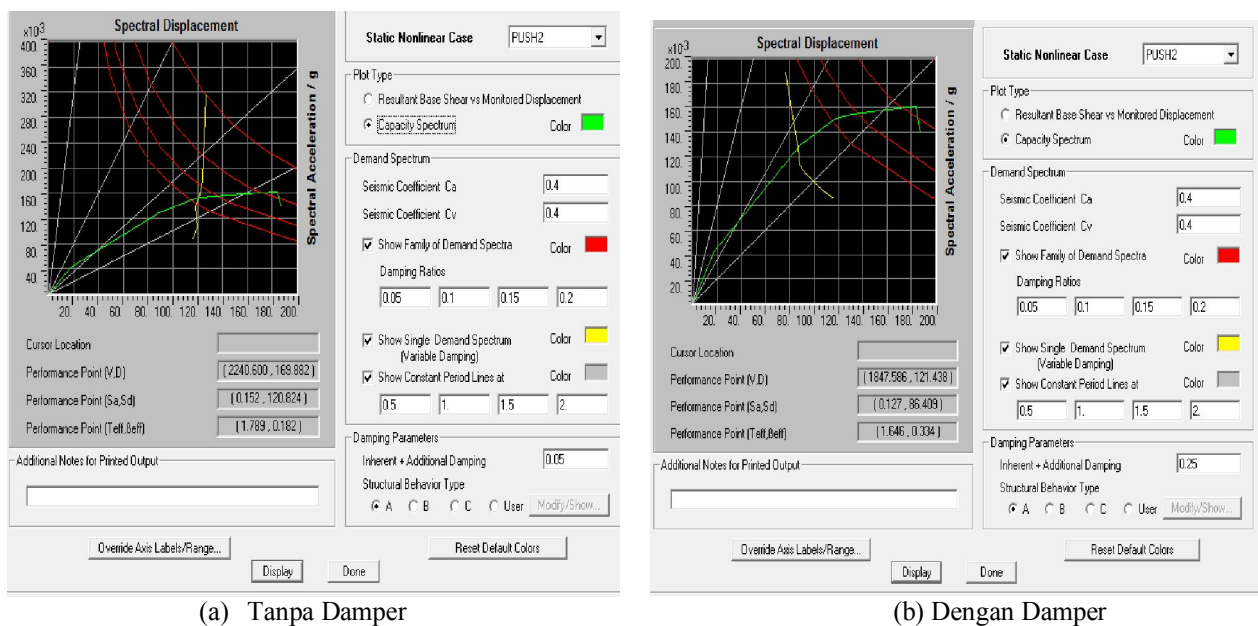 Spectral Displacement
x10-3
400.
360.
320.
280.
240.
200.
160.
120.
80.
40.
20. 40. 60. 80. 100. 120. 140. 160. 180. 200.
Spectral Acceleration / g
Cursor Location
Performance Point (V,D) ( 2240.600 , 169.882 )
Performance Point (Sa,Sd) ( 0.152 , 120.824 )
Performance Point (Teff,βeff) ( 1.789 , 0.182 )
Additional Notes for Printed Output
Static Nonlinear Case PUSH2
Plot Type
Resultant Base Shear vs Monitored Displacement
Capacity Spectrum Color
Demand Spectrum
Seismic Coefficient Ca 0.4
Seismic Coefficient Cv 0.4
Show Family of Demand Spectra Color
Damping Ratios
0.05 0.1 0.15 0.2
Show Single Demand Spectrum Color
(Variable Damping)
Show Constant Period Lines at Color
0.5 1. 1.5 2.
Damping Parameters
Inherent + Additional Damping 0.05
Structural Behavior Type
A B C User Modify/Show...
Override Axis Labels/Range... Reset Default Colors
Display Done
(a) Tanpa Damper
Spectral Displacement
x10-3
200.
180.
160.
140.
120.
100.
80.
60.
40.
20.
20. 40. 60. 80. 100. 120. 140. 160. 180. 200.
Spectral Acceleration / g
Cursor Location
Performance Point (V,D) ( 1847.586 , 121.438 )
Performance Point (Sa,Sd) ( 0.127 , 86.409 )
Performance Point (Teff,βeff) ( 1.646 , 0.334 )
Additional Notes for Printed Output
Static Nonlinear Case PUSH2
Plot Type
Resultant Base Shear vs Monitored Displacement
Capacity Spectrum Color
Demand Spectrum
Seismic Coefficient Ca 0.4
Seismic Coefficient Cv 0.4
Show Family of Demand Spectra Color
Damping Ratios
0.05 0.1 0.15 0.2
Show Single Demand Spectrum Color
(Variable Damping)
Show Constant Period Lines at Color
0.5 1. 1.5 2.
Damping Parameters
Inherent + Additional Damping 0.25
Structural Behavior Type
A B C User Modify/Show...
Override Axis Labels/Range... Reset Default Colors
Display Done
(b) Dengan Damper